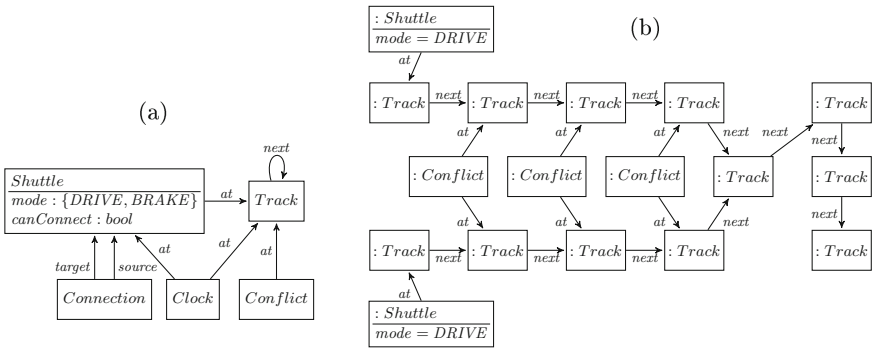 (a)
next
Shuttle
mode : {DRIVE, BRAKE}
canConnect : bool
at
Track
target
source
at
at
at
Connection
Clock
Conflict
(b)
: Shuttle
mode = DRIVE
at
: Track
next
: Track
next
: Track
next
: Track
: Track
at
at
at
next
next
next
: Conflict
: Conflict
: Conflict
: Track
: Track
at
at
at
next
next
: Track
next
: Track
next
: Track
next
: Track
: Track
at
: Shuttle
mode = DRIVE